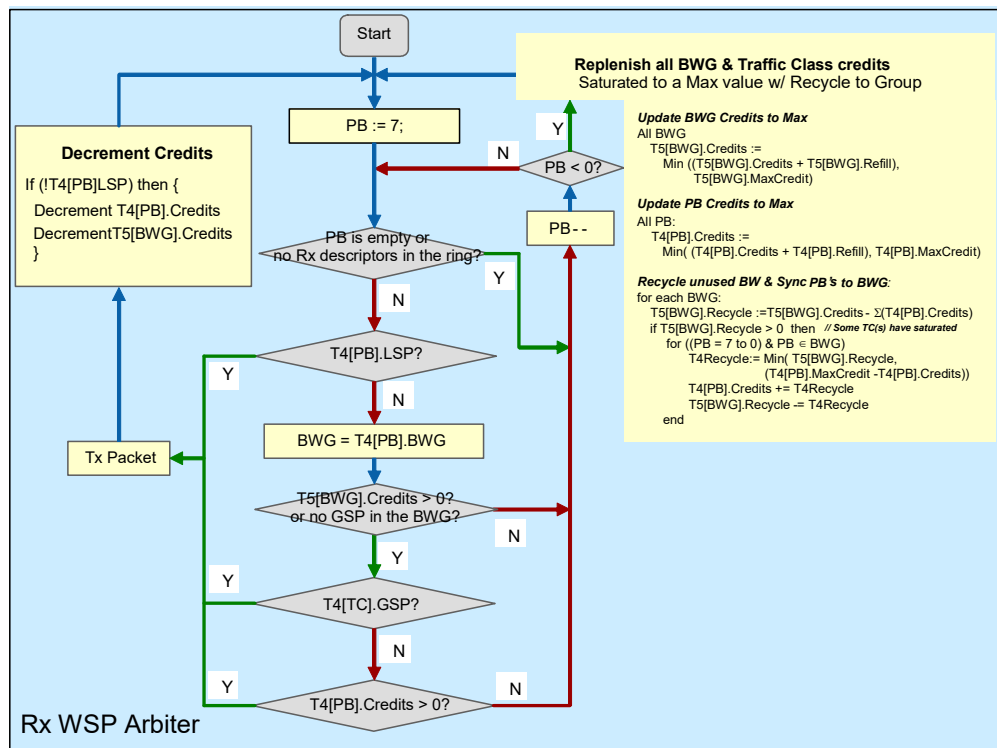 Start
Replenish all BWG & Traffic Class credits
Saturated to a Max value w/ Recycle to Group
Update BWG Credits to Max
All BWG
T5[BWG].Credits :=
Min ((T5[BWG].Credits + T5[BWG].Refill),
T5[BWG].MaxCredit)
Update PB Credits to Max
All PB:
T4[PB].Credits :=
Min( (T4[PB].Credits + T4[PB].Refill), T4[PB].MaxCredit)
Recycle unused BW & Sync PB's to BWG:
for each BWG:
T5[BWG].Recycle :=T5[BWG].Credits - Σ(T4[PB].Credits)
if T5[BWG].Recycle > 0 then // Some TC(s) have saturated
for ((PB = 7 to 0) & PB ∈ BWG)
T4Recycle:= Min( T5[BWG].Recycle,
(T4[PB].MaxCredit -T4[PB].Credits))
T4[PB].Credits += T4Recycle
T5[BWG].Recycle -= T4Recycle
end
PB := 7;
Y
N
PB < 0?
PB--
Decrement Credits
If (!T4[PB]LSP) then {
Decrement T4[PB].Credits
DecrementT5[BWG].Credits
}
PB is empty or
no Rx descriptors in the ring?
Y
N
T4[PB].LSP?
Y
N
BWG = T4[PB].BWG
Tx Packet
T5[BWG].Credits > 0?
or no GSP in the BWG?
N
Y
T4[TC].GSP?
Y
N
T4[PB].Credits > 0?
Y
N
Rx WSP Arbiter